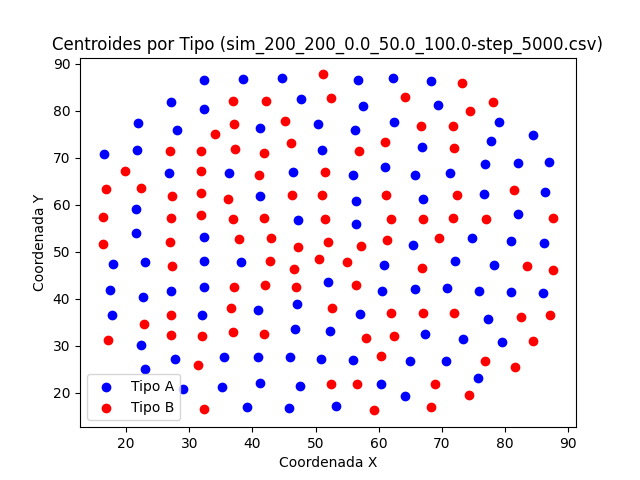 Centroides por Tipo (sim_200_200_0.0_50.0_100.0-step_5000.csv)
90
80
70
60
50
40
30
20
Coordenada Y
Tipo A
Tipo B
20 30 40 50 60 70 80 90
Coordenada X